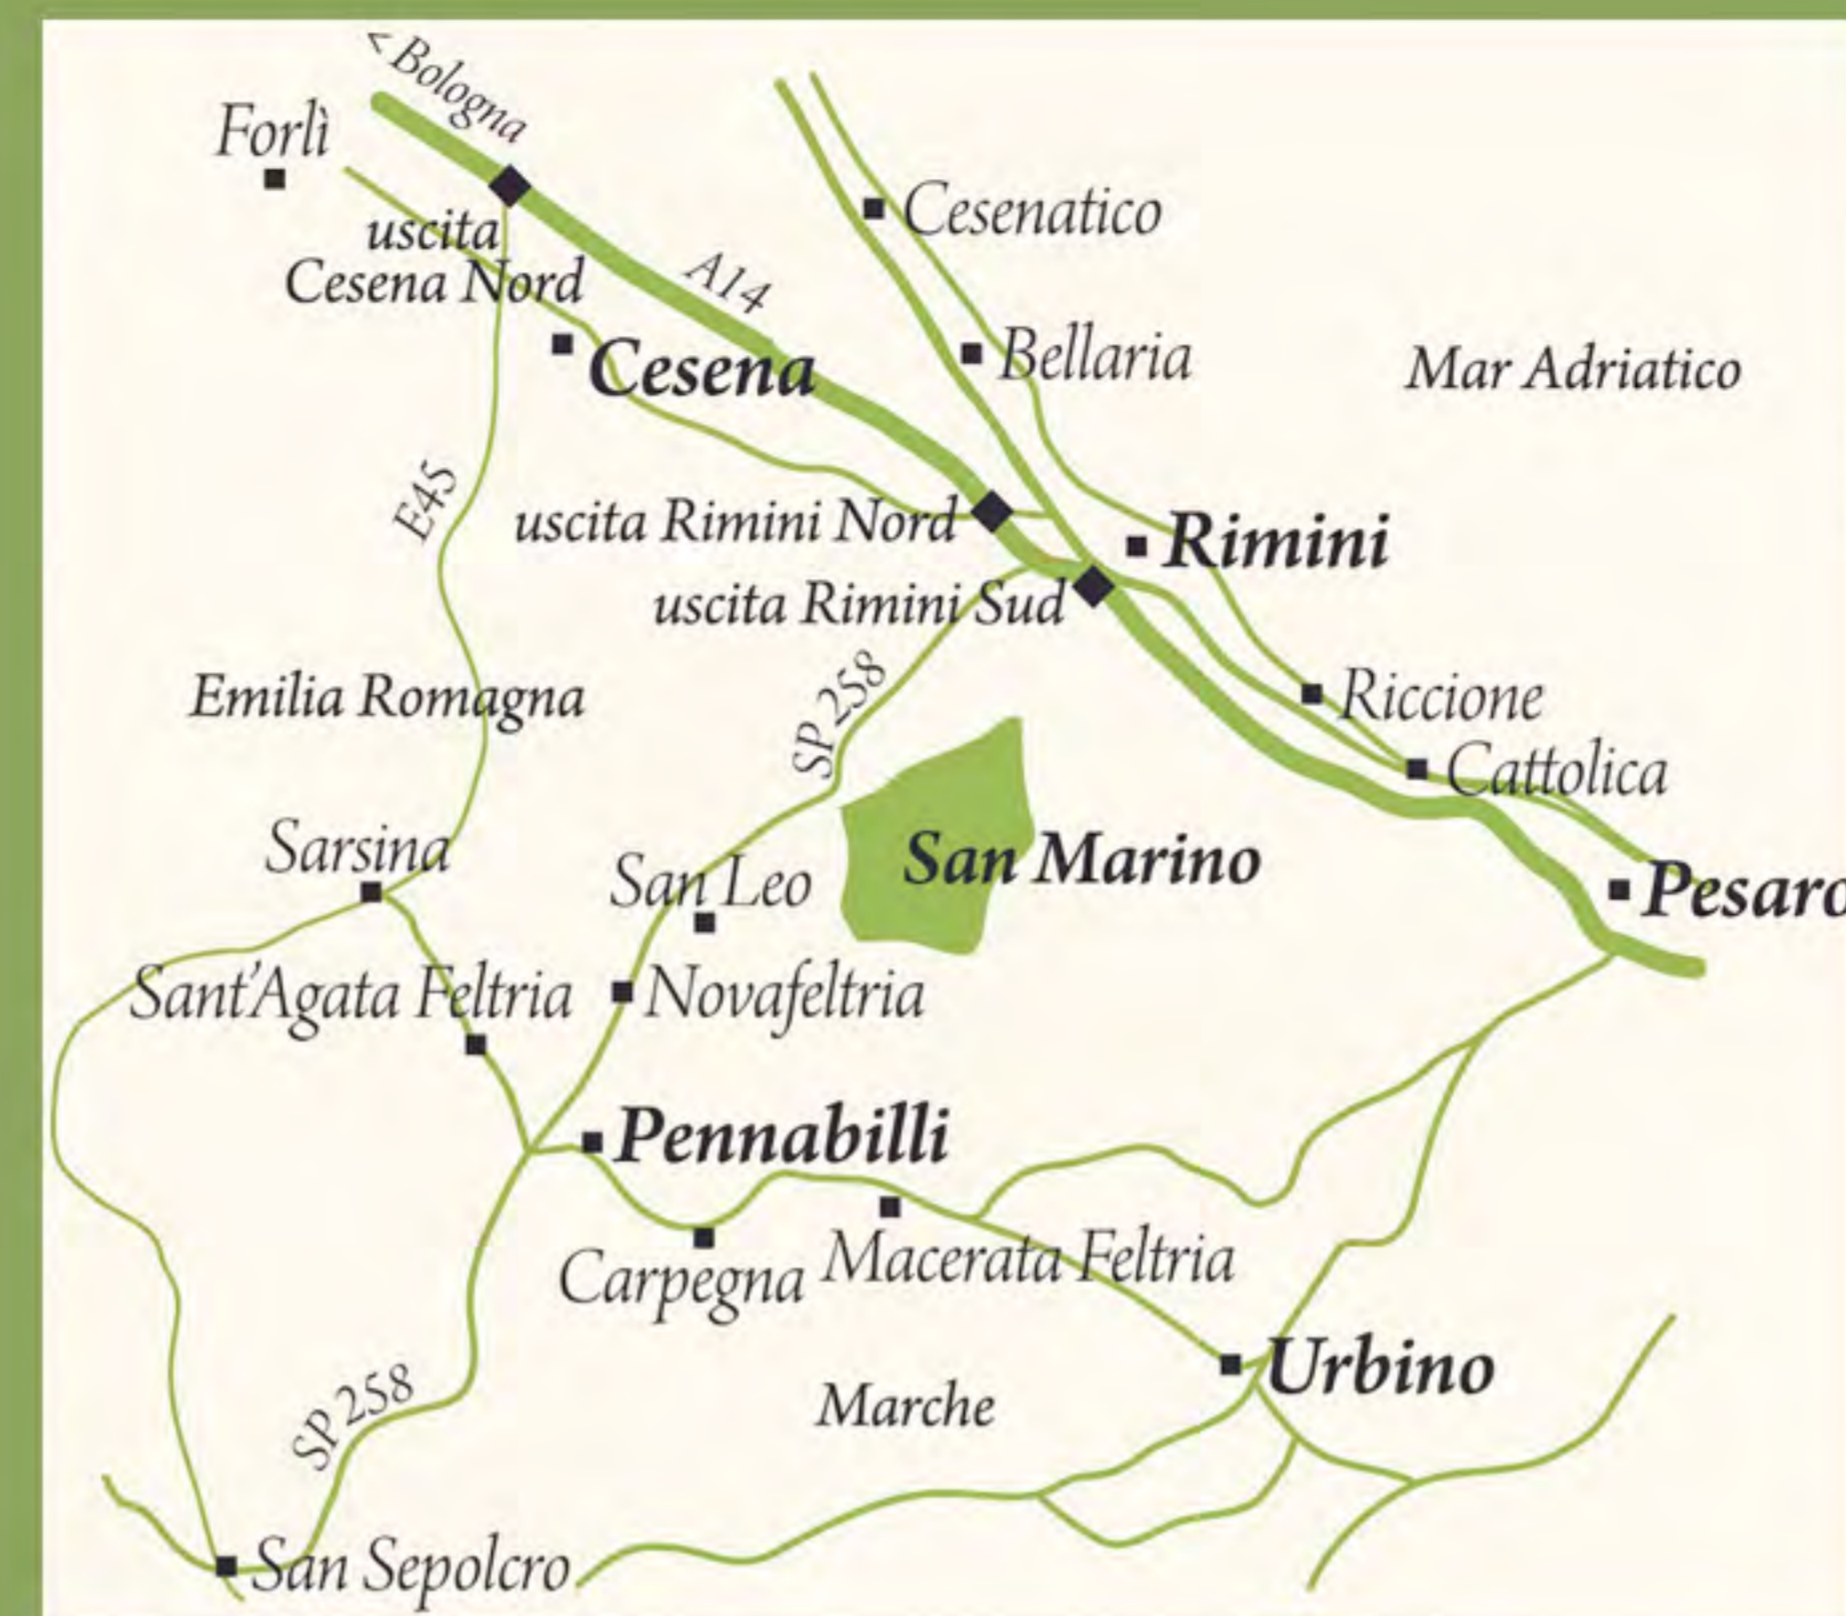 < Bologna
Forlì
uscita
Cesena Nord
A14
Cesenatico
Cesena
Bellaria
Mar Adriatico
E45
uscita Rimini Nord
Rimini
uscita Rimini Sud
SP 258
Emilia Romagna
Riccione
Cattolica
Sarsina
San Leo
San Marino
Pesaro
Sant'Agata Feltria
Novafeltria
Pennabilli
Carpegna
Macerata Feltria
Urbino
SP 258
Marche
San Sepolcro